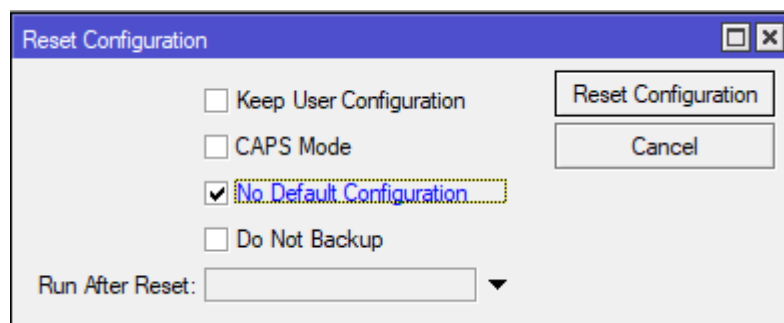 Reset Configuration
Keep User Configuration
Reset Configuration
CAPS Mode
Cancel
No Default Configuration
Do Not Backup
Run After Reset: